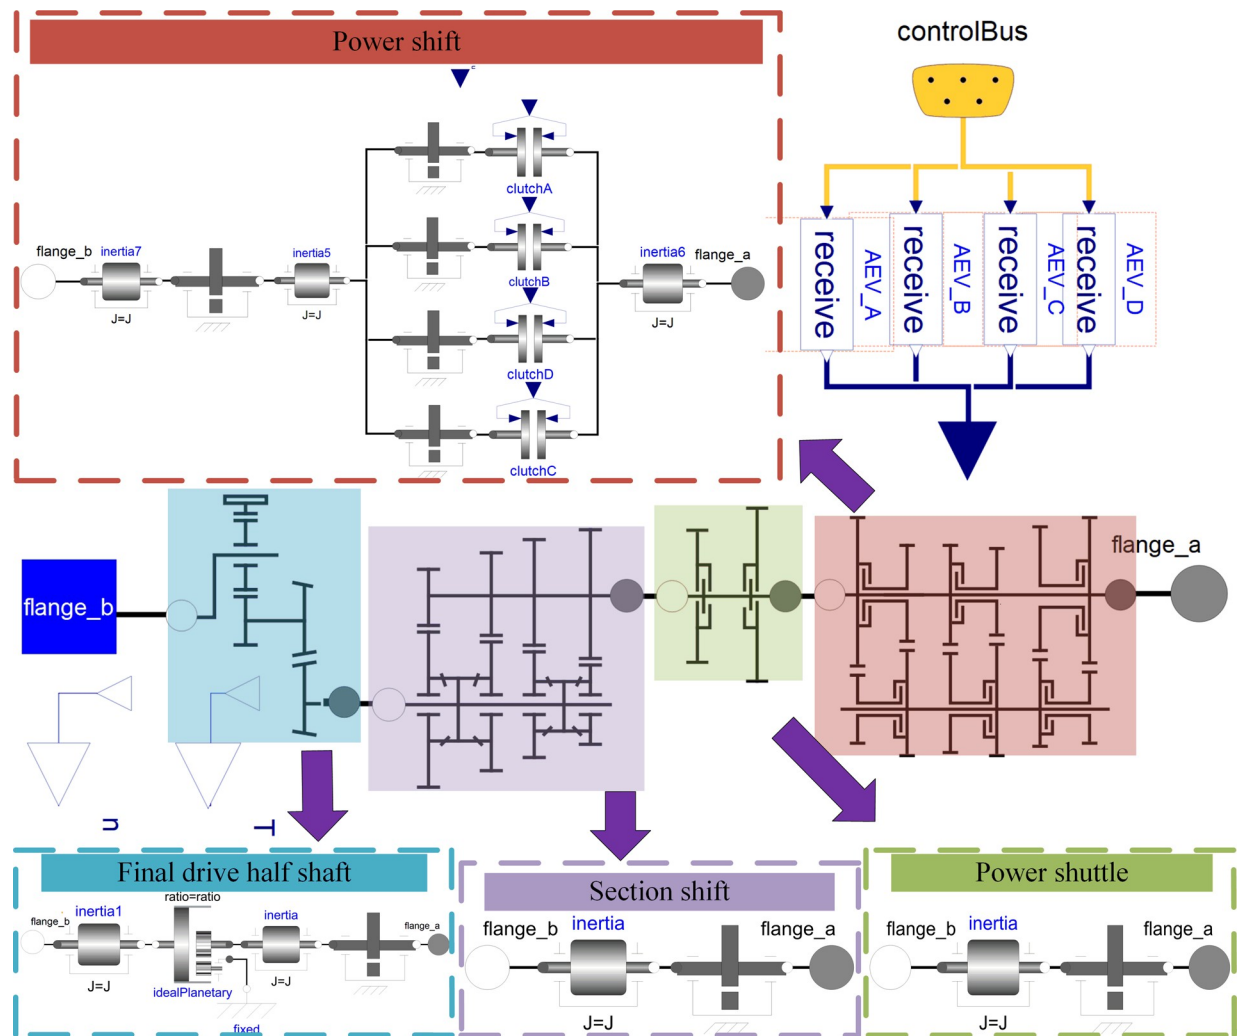 Power shift
controlBus
clutchA
clutchB
clutchD
clutchC
flange_b
inertia7
J=J
inertia5
J=J
inertia6
J=J
flange_a
receive
AEV_A
receive
AEV_B
receive
AEV_C
receive
AEV_D
flange_b
flange_a
n
T
Final drive half shaft
ratio=ratio
flange_b
inertia1
J=J
idealPlanetary
inertia
J=J
fixed
flange_a
Section shift
flange_b
inertia
flange_a
J=J
Power shuttle
flange_b
inertia
flange_a
J=J